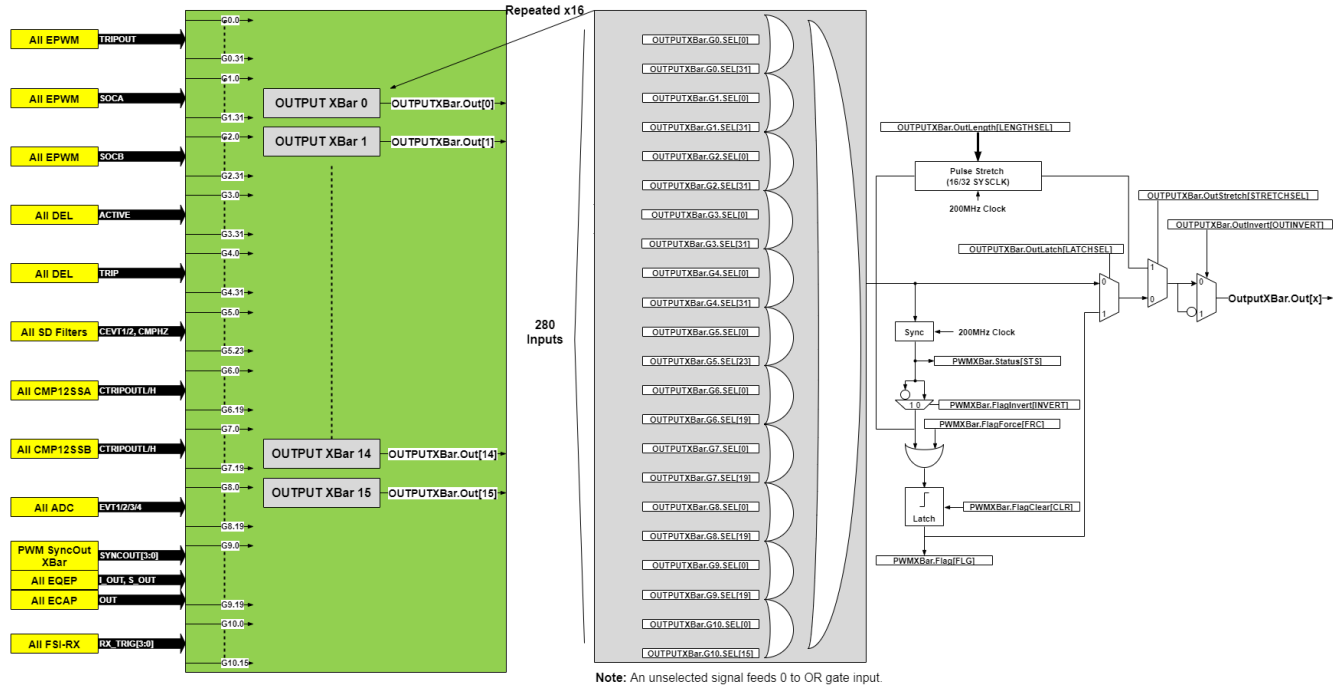 Repeated x16
All EPWM
TRIPOUT
All EPWM
SOCA
All EPWM
SOCB
All DEL
ACTIVE
All DEL
TRIP
All SD Filters
CEVT1/2, CMPHZ
All CMP12SSA
CTRIPOUTL/H
All CMP12SSB
CTRIPOUTL/H
All ADC
EVT1/2/3/4
PWM SyncOut
XBar
SYNCOUT[3:0]
All EQEP
I_OUT, S_OUT
All ECAP
OUT
All FSI-RX
RX_TRIG[3:0]
G0.0
G0.31
G1.0
G1.31
G2.0
G2.31
G3.0
G3.31
G4.0
G4.31
G5.0
G5.23
G6.0
G6.19
G7.0
G7.19
G8.0
G8.19
G9.0
G9.19
G10.0
G10.15
OUTPUT XBar 0
OUTPUTXBar.Out[0]
OUTPUT XBar 1
OUTPUTXBar.Out[1]
OUTPUT XBar 14
OUTPUTXBar.Out[14]
OUTPUT XBar 15
OUTPUTXBar.Out[15]
280
Inputs
OUTPUTXBar.G0.SEL[0]
OUTPUTXBar.G0.SEL[31]
OUTPUTXBar.G1.SEL[0]
OUTPUTXBar.G1.SEL[31]
OUTPUTXBar.G2.SEL[0]
OUTPUTXBar.G2.SEL[31]
OUTPUTXBar.G3.SEL[0]
OUTPUTXBar.G3.SEL[31]
OUTPUTXBar.G4.SEL[0]
OUTPUTXBar.G4.SEL[31]
OUTPUTXBar.G5.SEL[0]
OUTPUTXBar.G5.SEL[23]
OUTPUTXBar.G6.SEL[0]
OUTPUTXBar.G6.SEL[19]
OUTPUTXBar.G7.SEL[0]
OUTPUTXBar.G7.SEL[19]
OUTPUTXBar.G8.SEL[0]
OUTPUTXBar.G8.SEL[19]
OUTPUTXBar.G9.SEL[0]
OUTPUTXBar.G9.SEL[19]
OUTPUTXBar.G10.SEL[0]
OUTPUTXBar.G10.SEL[15]
OUTPUTXBar.OutLength[LENGTHSEL]
Pulse Stretch
(16/32 SYSCLK)
200MHz Clock
OUTPUTXBar.OutStretch[STRETCHSEL]
OUTPUTXBar.OutInvert[OUTINVERT]
OUTPUTXBar.OutLatch[LATCHSEL]
1
0
0
1
0
1
OutputXBar.Out[x]
Sync
200MHz Clock
PWMXBar.Status[STS]
1 0
PWMXBar.FlagInvert[INVERT]
PWMXBar.FlagForce[FRC]
Latch
PWMXBar.FlagClear[CLR]
PWMXBar.Flag[FLG]
Note: An unselected signal feeds 0 to OR gate input.